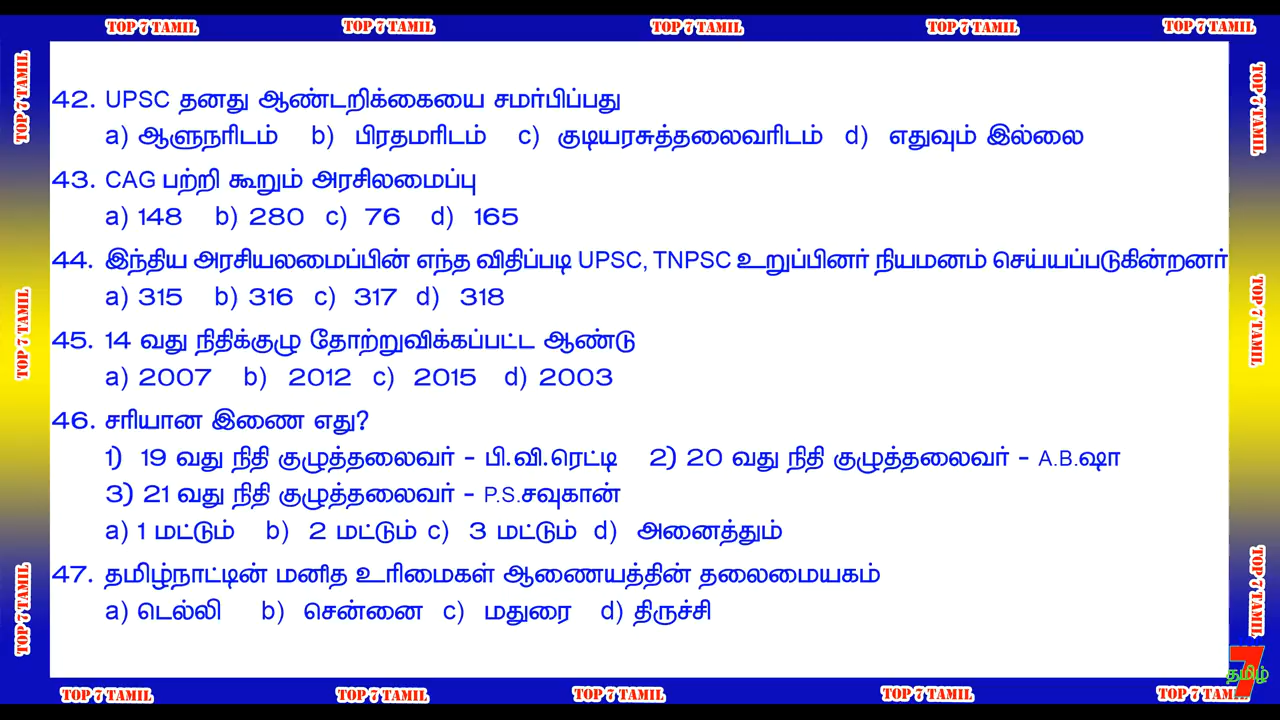 TOP 7 TAMIL TOP 7 TAMIL TOP 7 TAMIL TOP 7 TAMIL TOP 7 TAMIL
TOP 7 TAMIL
TOP 7 TAMIL
TOP 7 TAMIL
TOP 7 TAMIL
TOP 7 TAMIL
TOP 7 TAMIL
42. UPSC தனது ஆண்டறிக்கையை சமர்பிப்பது
a) ஆளுநரிடம் b) பிரதமரிடம் c) குடியரசுத்தலைவரிடம் d) எதுவும் இல்லை
43. CAG பற்றி கூறும் அரசிலமைப்பு
a) 148 b) 280 c) 76 d) 165
44. இந்திய அரசியலமைப்பின் எந்த விதிப்படி UPSC, TNPSC உறுப்பினர் நியமனம் செய்யப்படுகின்றனர்
a) 315 b) 316 c) 317 d) 318
45. 14 வது நிதிக்குழு தோற்றுவிக்கப்பட்ட ஆண்டு
a) 2007 b) 2012 c) 2015 d) 2003
46. சரியான இணை எது?
1) 19 வது நிதி குழுத்தலைவர் - பி.வி.ரெட்டி 2) 20 வது நிதி குழுத்தலைவர் - A.B.ஷா
3) 21 வது நிதி குழுத்தலைவர் - P.S.சவுகான்
a) 1 மட்டும் b) 2 மட்டும் c) 3 மட்டும் d) அனைத்தும்
47. தமிழ்நாட்டின் மனித உரிமைகள் ஆணையத்தின் தலைமையகம்
a) டெல்லி b) சென்னை c) மதுரை d) திருச்சி
7 தமிழ்
TOP 7 TAMIL TOP 7 TAMIL TOP 7 TAMIL TOP 7 TAMIL TOP 7 TAMIL